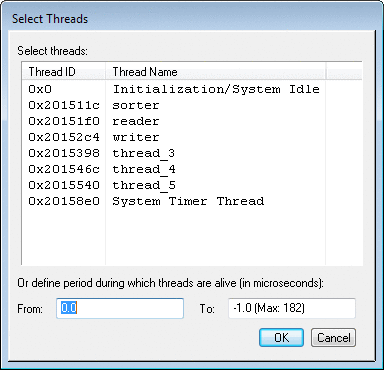 Select Threads
Select threads:
Thread ID Thread Name
0x0 Initialization/System Idle
0x201511c sorter
0x20151f0 reader
0x20152c4 writer
0x2015398 thread_3
0x201546c thread_4
0x2015540 thread_5
0x20158e0 System Timer Thread
Or define period during which threads are alive (in microseconds):
From: 0.0 To: -1.0 (Max: 182)
OK Cancel